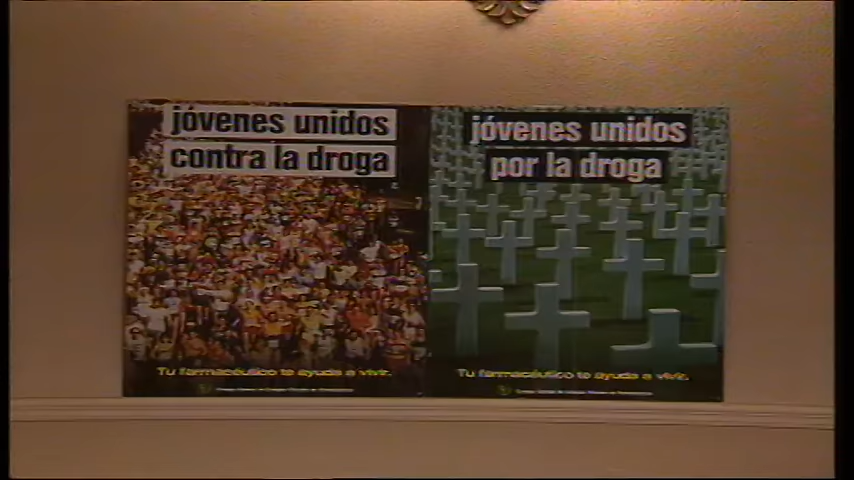 jóvenes unidos
contra la droga
Tu farmacéutico te ayuda a vivir.
jóvenes unidos
por la droga
Tu farmacéutico te ayuda a vivir.